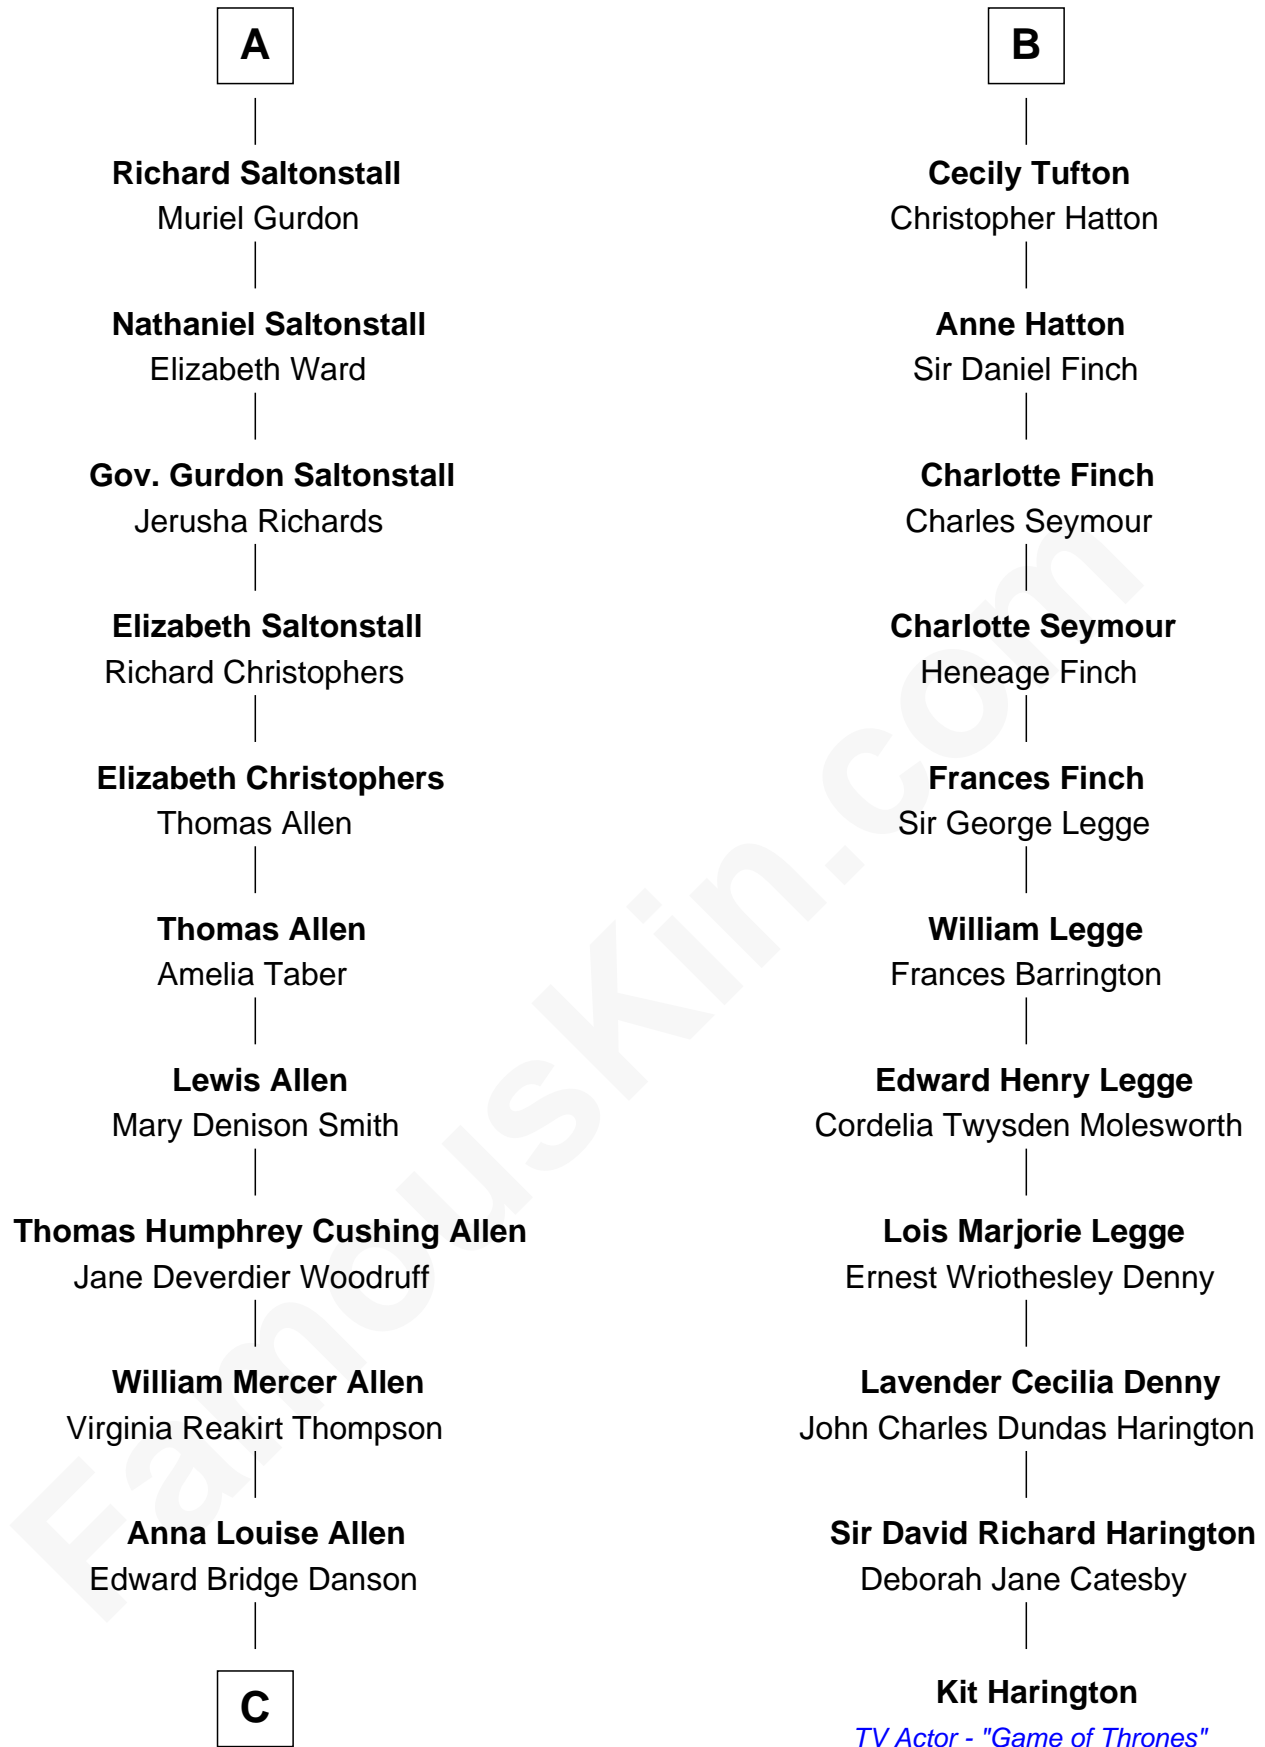 A
Richard Saltonstall
Muriel Gurdon
Nathaniel Saltonstall
Elizabeth Ward
Gov. Gurdon Saltonstall
Jerusha Richards
Elizabeth Saltonstall
Richard Christophers
Elizabeth Christophers
Thomas Allen
Thomas Allen
Amelia Taber
Lewis Allen
Mary Denison Smith
Thomas Humphrey Cushing Allen
Jane Deverdier Woodruff
William Mercer Allen
Virginia Reakirt Thompson
Anna Louise Allen
Edward Bridge Danson
C
B
Cecily Tufton
Christopher Hatton
Anne Hatton
Sir Daniel Finch
Charlotte Finch
Charles Seymour
Charlotte Seymour
Heneage Finch
Frances Finch
Sir George Legge
William Legge
Frances Barrington
Edward Henry Legge
Cordelia Twysden Molesworth
Lois Marjorie Legge
Ernest Wriothesley Denny
Lavender Cecilia Denny
John Charles Dundas Harington
Sir David Richard Harington
Deborah Jane Catesby
Kit Harington
TV Actor - "Game of Thrones"
FamousKin.com